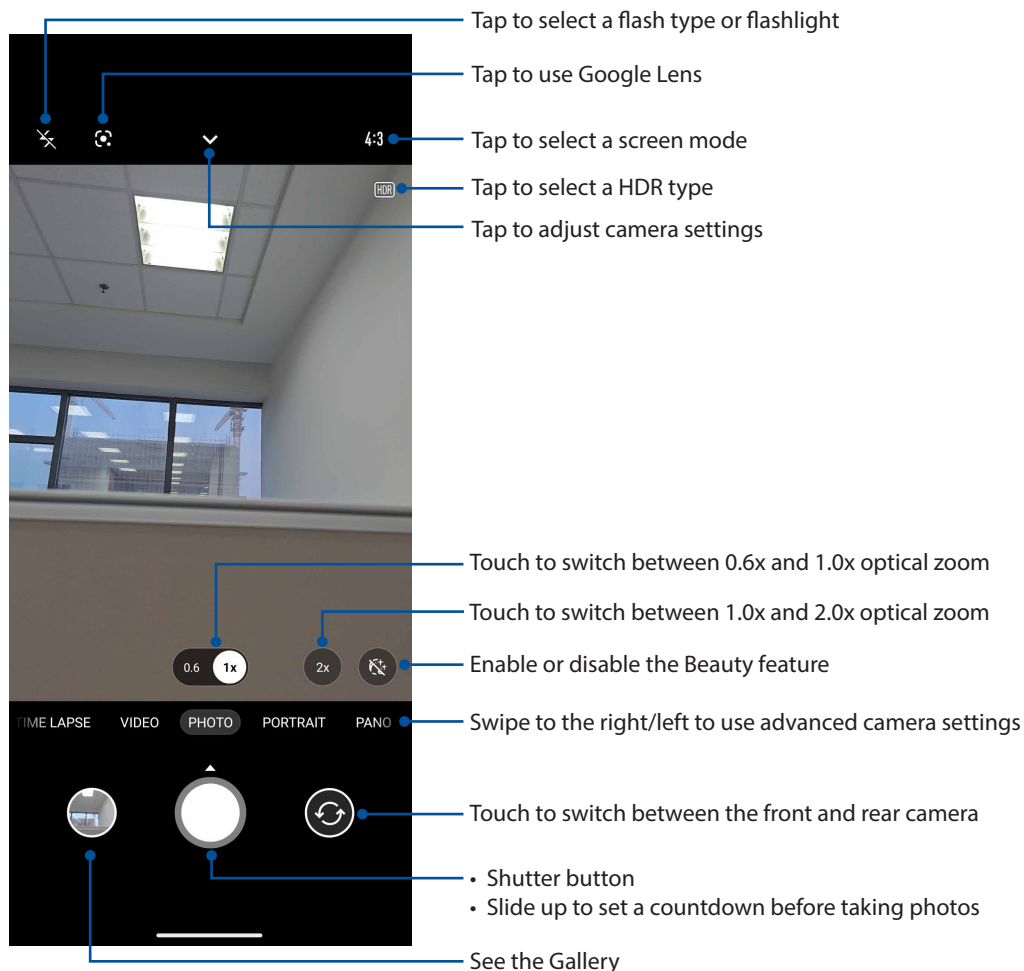 Tap to select a flash type or flashlight
Tap to use Google Lens
4:3
Tap to select a screen mode
HDR
Tap to select a HDR type
Tap to adjust camera settings
Touch to switch between 0.6x and 1.0x optical zoom
Touch to switch between 1.0x and 2.0x optical zoom
0.6 1x 2x
Enable or disable the Beauty feature
TIME LAPSE VIDEO PHOTO PORTRAIT PANO
Swipe to the right/left to use advanced camera settings
Touch to switch between the front and rear camera
• Shutter button
• Slide up to set a countdown before taking photos
See the Gallery